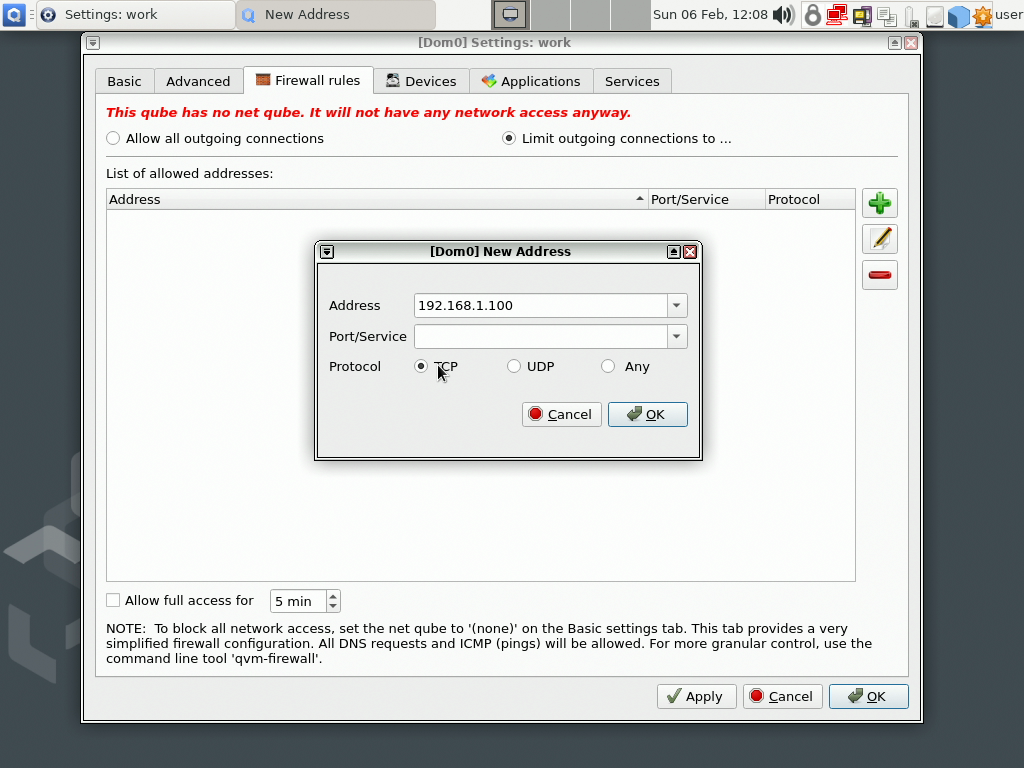 Settings: work
New Address
Sun 06 Feb, 12:08
user
[Dom0] Settings: work
Basic
Advanced
Firewall rules
Devices
Applications
Services
This qube has no net qube. It will not have any network access anyway.
Allow all outgoing connections
Limit outgoing connections to ...
List of allowed addresses:
Address
Port/Service
Protocol
[Dom0] New Address
Address
192.168.1.100
Port/Service
Protocol
TCP
UDP
Any
Cancel
OK
Allow full access for
5 min
NOTE:  To block all network access, set the net qube to '(none)' on the Basic settings tab. This tab provides a very
simplified firewall configuration. All DNS requests and ICMP (pings) will be allowed. For more granular control, use the
command line tool 'qvm-firewall'.
Apply
Cancel
OK